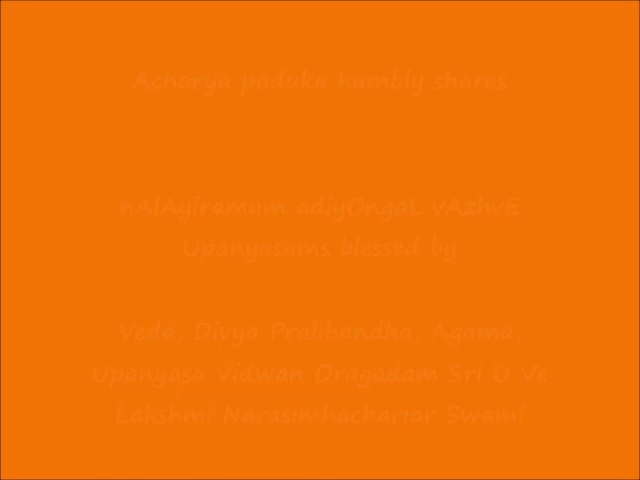 Acharya paduka humbly shares
nAlAyiramum adiyOngaL vAzhvE
Upanyasams blessed by
Veda, Divya Prabhandha, Agama,
Upanyasa Vidwan Oragadam Sri U Ve
Lakshmi Narasimhachariar Swami